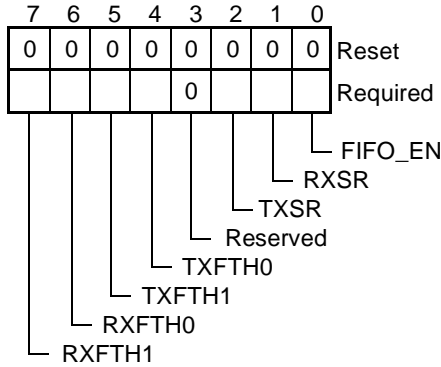 7 6 5 4 3 2 1 0
0 0 0 0 0 0 0 0 Reset
0 Required
FIFO_EN
RXSR
TXSR
Reserved
TXFTH0
TXFTH1
RXFTH0
RXFTH1